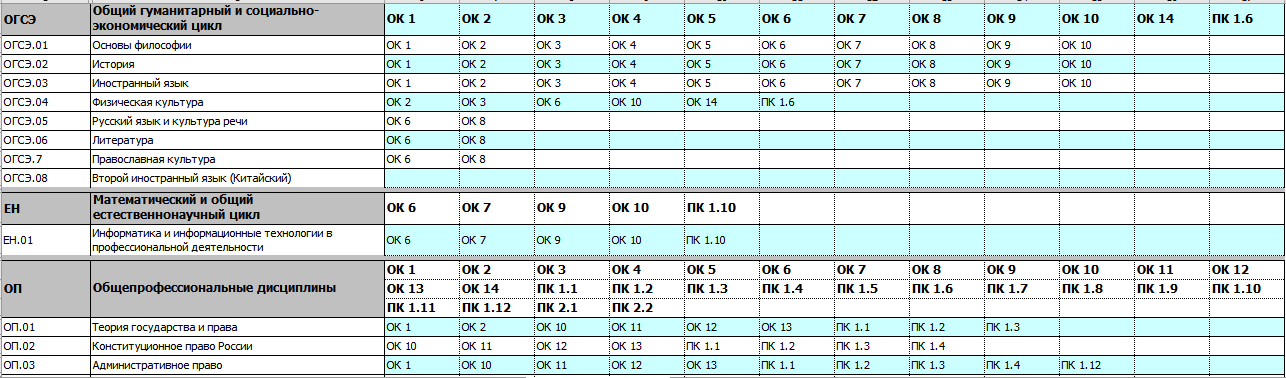 ОГСЭ Общий гуманитарный и социально-экономический цикл ОК 1 ОК 2 ОК 3 ОК 4 ОК 5 ОК 6 ОК 7 ОК 8 ОК 9 ОК 10 ОК 14 ПК 1.6
ОГСЭ.01 Основы философии ОК 1 ОК 2 ОК 3 ОК 4 ОК 5 ОК 6 ОК 7 ОК 8 ОК 9 ОК 10
ОГСЭ.02 История ОК 1 ОК 2 ОК 3 ОК 4 ОК 5 ОК 6 ОК 7 ОК 8 ОК 9 ОК 10
ОГСЭ.03 Иностранный язык ОК 1 ОК 2 ОК 3 ОК 4 ОК 5 ОК 6 ОК 7 ОК 8 ОК 9 ОК 10
ОГСЭ.04 Физическая культура ОК 2 ОК 3 ОК 6 ОК 10 ОК 14 ПК 1.6
ОГСЭ.05 Русский язык и культура речи ОК 6 ОК 8
ОГСЭ.06 Литература ОК 6 ОК 8
ОГСЭ.7 Православная культура ОК 6 ОК 8
ОГСЭ.08 Второй иностранный язык (Китайский)
ЕН Математический и общий естественнонаучный цикл ОК 6 ОК 7 ОК 9 ОК 10 ПК 1.10
ЕН.01 Информатика и информационные технологии в профессиональной деятельности ОК 6 ОК 7 ОК 9 ОК 10 ПК 1.10
ОП Общепрофессиональные дисциплины ОК 1 ОК 2 ОК 3 ОК 4 ОК 5 ОК 6 ОК 7 ОК 8 ОК 9 ОК 10 ОК 11 ОК 12
ОК 13 ОК 14 ПК 1.1 ПК 1.2 ПК 1.3 ПК 1.4 ПК 1.5 ПК 1.6 ПК 1.7 ПК 1.8 ПК 1.9 ПК 1.10
ПК 1.11 ПК 1.12 ПК 2.1 ПК 2.2
ОП.01 Теория государства и права ОК 1 ОК 2 ОК 10 ОК 11 ОК 12 ОК 13 ПК 1.1 ПК 1.2 ПК 1.3
ОП.02 Конституционное право России ОК 10 ОК 11 ОК 12 ОК 13 ПК 1.1 ПК 1.2 ПК 1.3 ПК 1.4
ОП.03 Административное право ОК 1 ОК 10 ОК 11 ОК 12 ОК 13 ПК 1.1 ПК 1.2 ПК 1.3 ПК 1.4 ПК 1.12